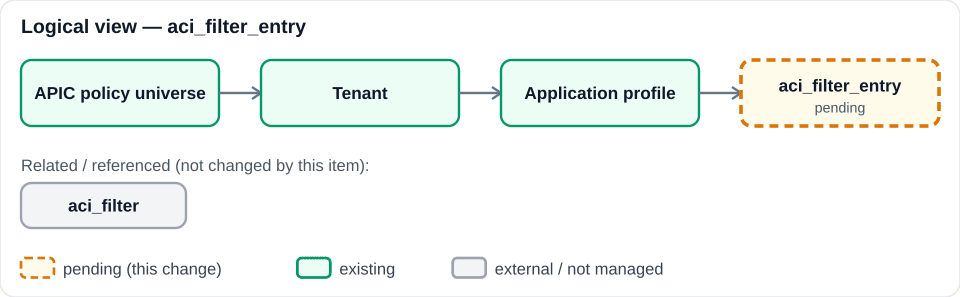 Logical view — aci_filter_entry
APIC policy universe
Tenant
Application profile
aci_filter_entry
pending
Related / referenced (not changed by this item):
aci_filter
pending (this change)
existing
external / not managed